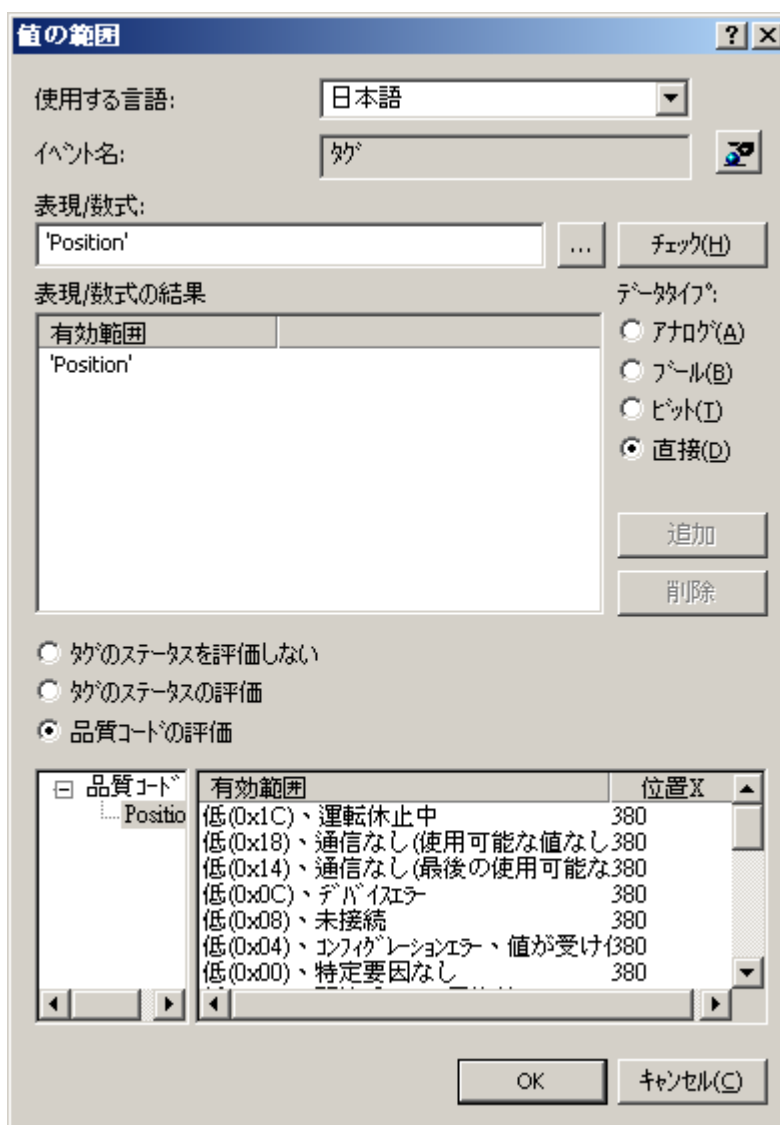 値の範囲
使用する言語:
日本語
ｲﾍﾞﾝﾄ名:
ﾀｸﾞ
表現/数式:
'Position'
...
ﾁｪｯｸ(H)
表現/数式の結果
ﾃﾞｰﾀﾀｲﾌﾟ:
有効範囲
'Position'
ｱﾅﾛｸﾞ(A)
ﾌﾞｰﾙ(B)
ﾋﾞｯﾄ(T)
直接(D)
追加
削除
ﾀｸﾞのｽﾃｰﾀｽを評価しない
ﾀｸﾞのｽﾃｰﾀｽの評価
品質ｺｰﾄﾞの評価
品質ｺｰﾄﾞ
Positio
有効範囲 位置X
低(0x1C)、運転休止中 380
低(0x18)、通信なし(使用可能な値なし 380
低(0x14)、通信なし(最後の使用可能な 380
低(0x0C)、ﾃﾞﾊﾞｲｽｴﾗｰ 380
低(0x08)、未接続 380
低(0x04)、ｺﾝﾌｨｸﾞﾚｰｼｮﾝｴﾗｰ、値が受け 380
低(0x00)、特定要因なし 380
OK
ｷｬﾝｾﾙ(C)